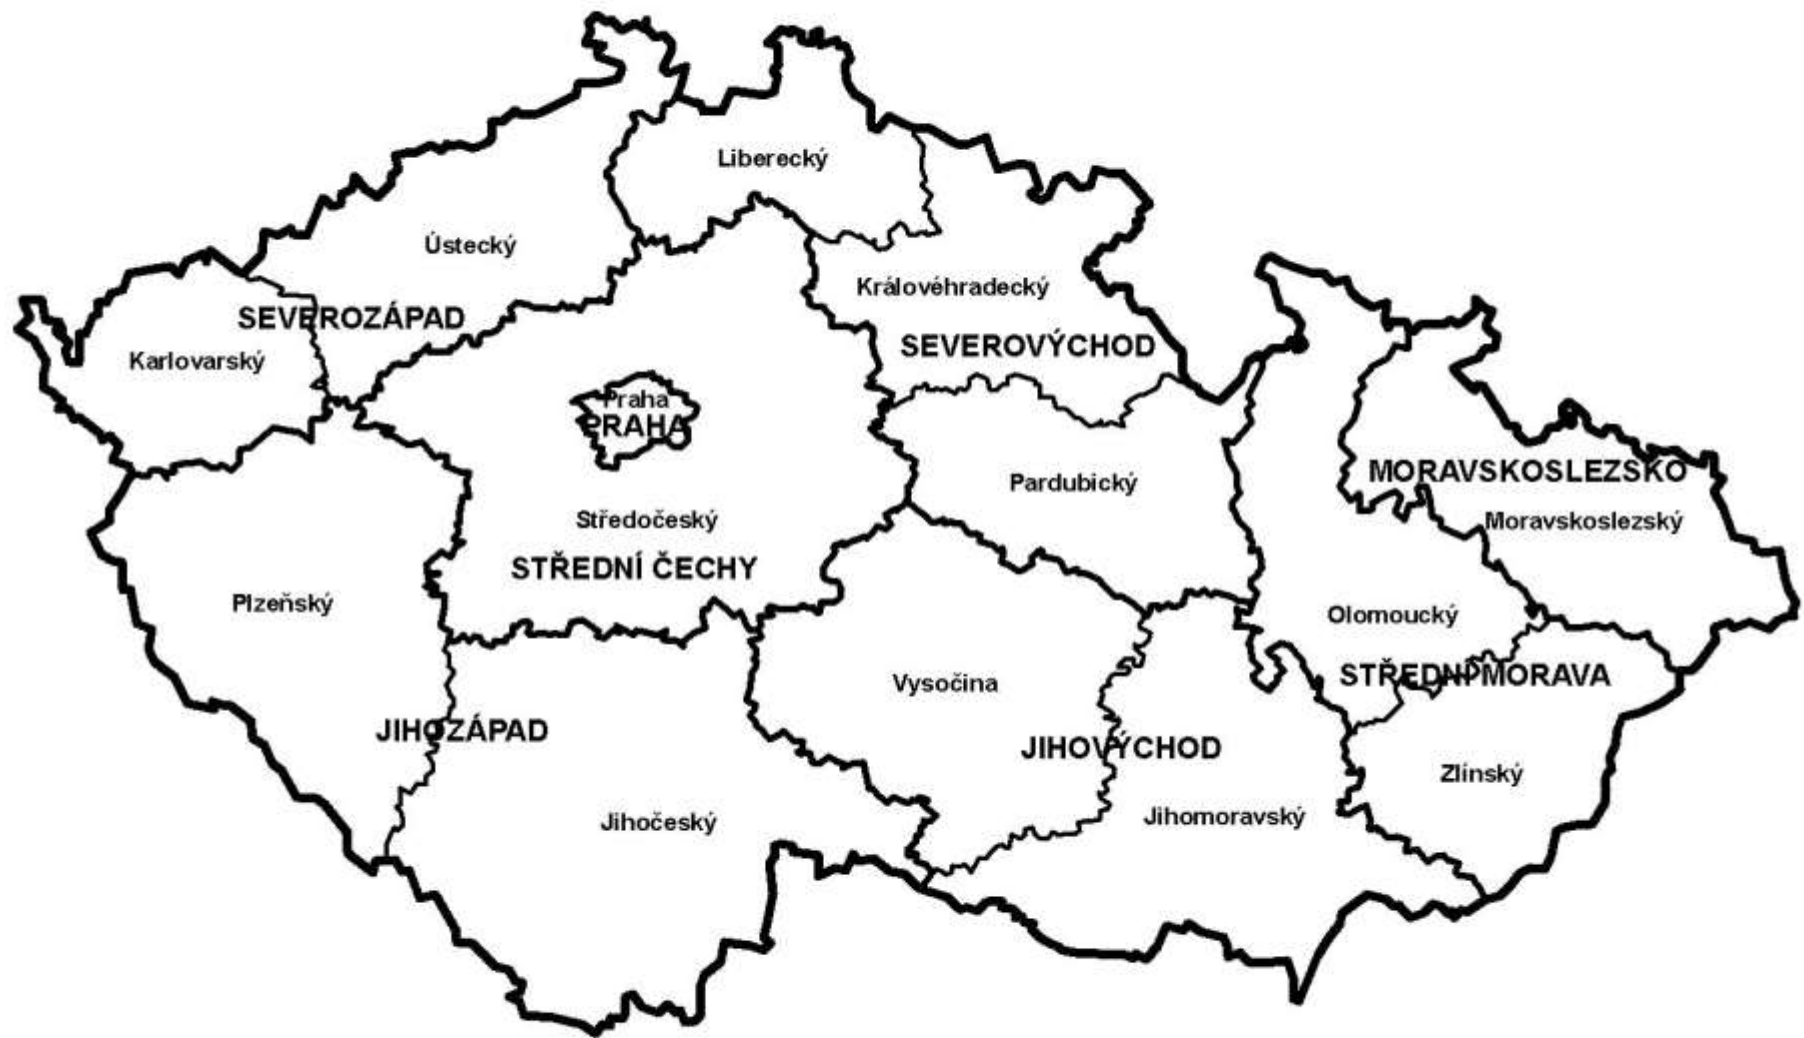 Liberecký
Ústecký
Královéhradecký
SEVEROZÁPAD
SEVEROVÝCHOD
Karlovarský
Praha
PRAHA
MORAVSKOSLEZSKO
Pardubický
Středočeský
Moravskoslezský
STŘEDNÍ ČECHY
Plzeňský
Olomoucký
STŘEDNÍ MORAVA
Vysočina
JIHOZÁPAD
JIHOVÝCHOD
Zlínský
Jihočeský
Jihomoravský